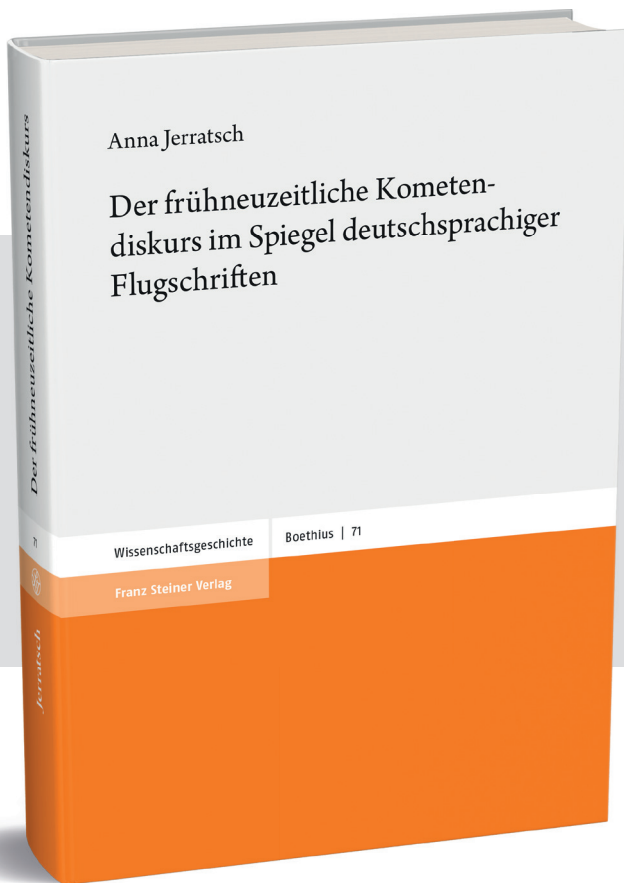 Anna Jerratsch
Der frühneuzeitliche Kometen-
diskurs im Spiegel deutschsprachiger
Flugschriften
Wissenschaftsgeschichte
Boethius | 71
Franz Steiner Verlag
Der frühneuzeitliche Kometendiskurs
71
Jerratsch